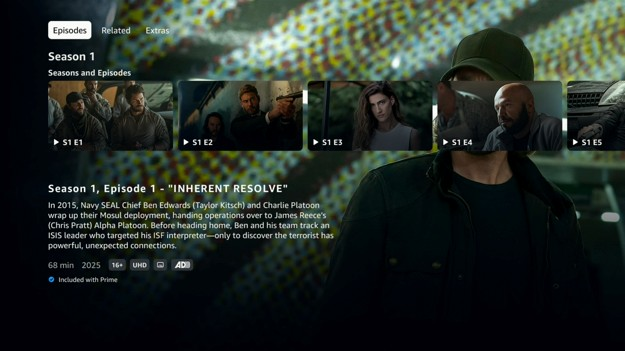 Episodes Related Extras
Season 1
Seasons and Episodes
S1 E1 S1 E2 S1 E3 S1 E4 S1 E5
Season 1, Episode 1 - "INHERENT RESOLVE"
In 2015, Navy SEAL Chief Ben Edwards (Taylor Kitsch) and Charlie Platoon
wrap up their Mosul deployment, handing operations over to James Reece's
(Chris Pratt) Alpha Platoon. Before heading home, Ben and his team track an
ISIS leader who targeted his ISF interpreter—only to discover the terrorist has
powerful, unexpected connections.
68 min 2025 16+ UHD AD
Included with Prime